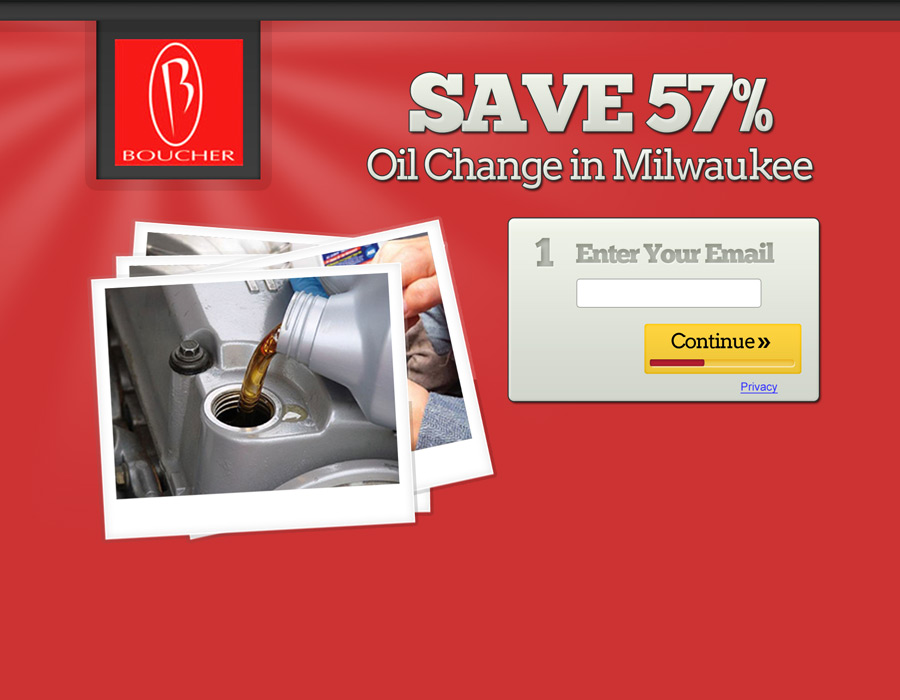 BOUCHER
SAVE 57%
Oil Change in Milwaukee
1 Enter Your Email
Continue »
Privacy